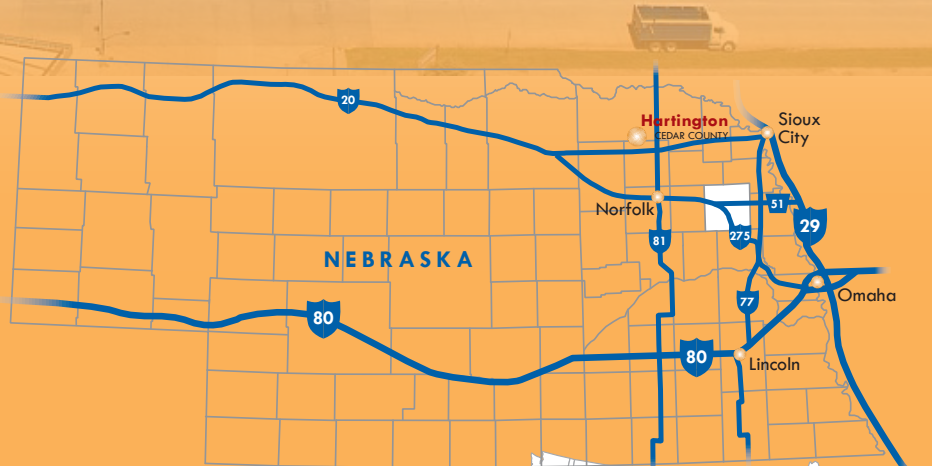 20
Hartington
CEDAR COUNTY
Sioux
City
Norfolk
51
29
81
275
NEBRASKA
77
Omaha
80
80
Lincoln